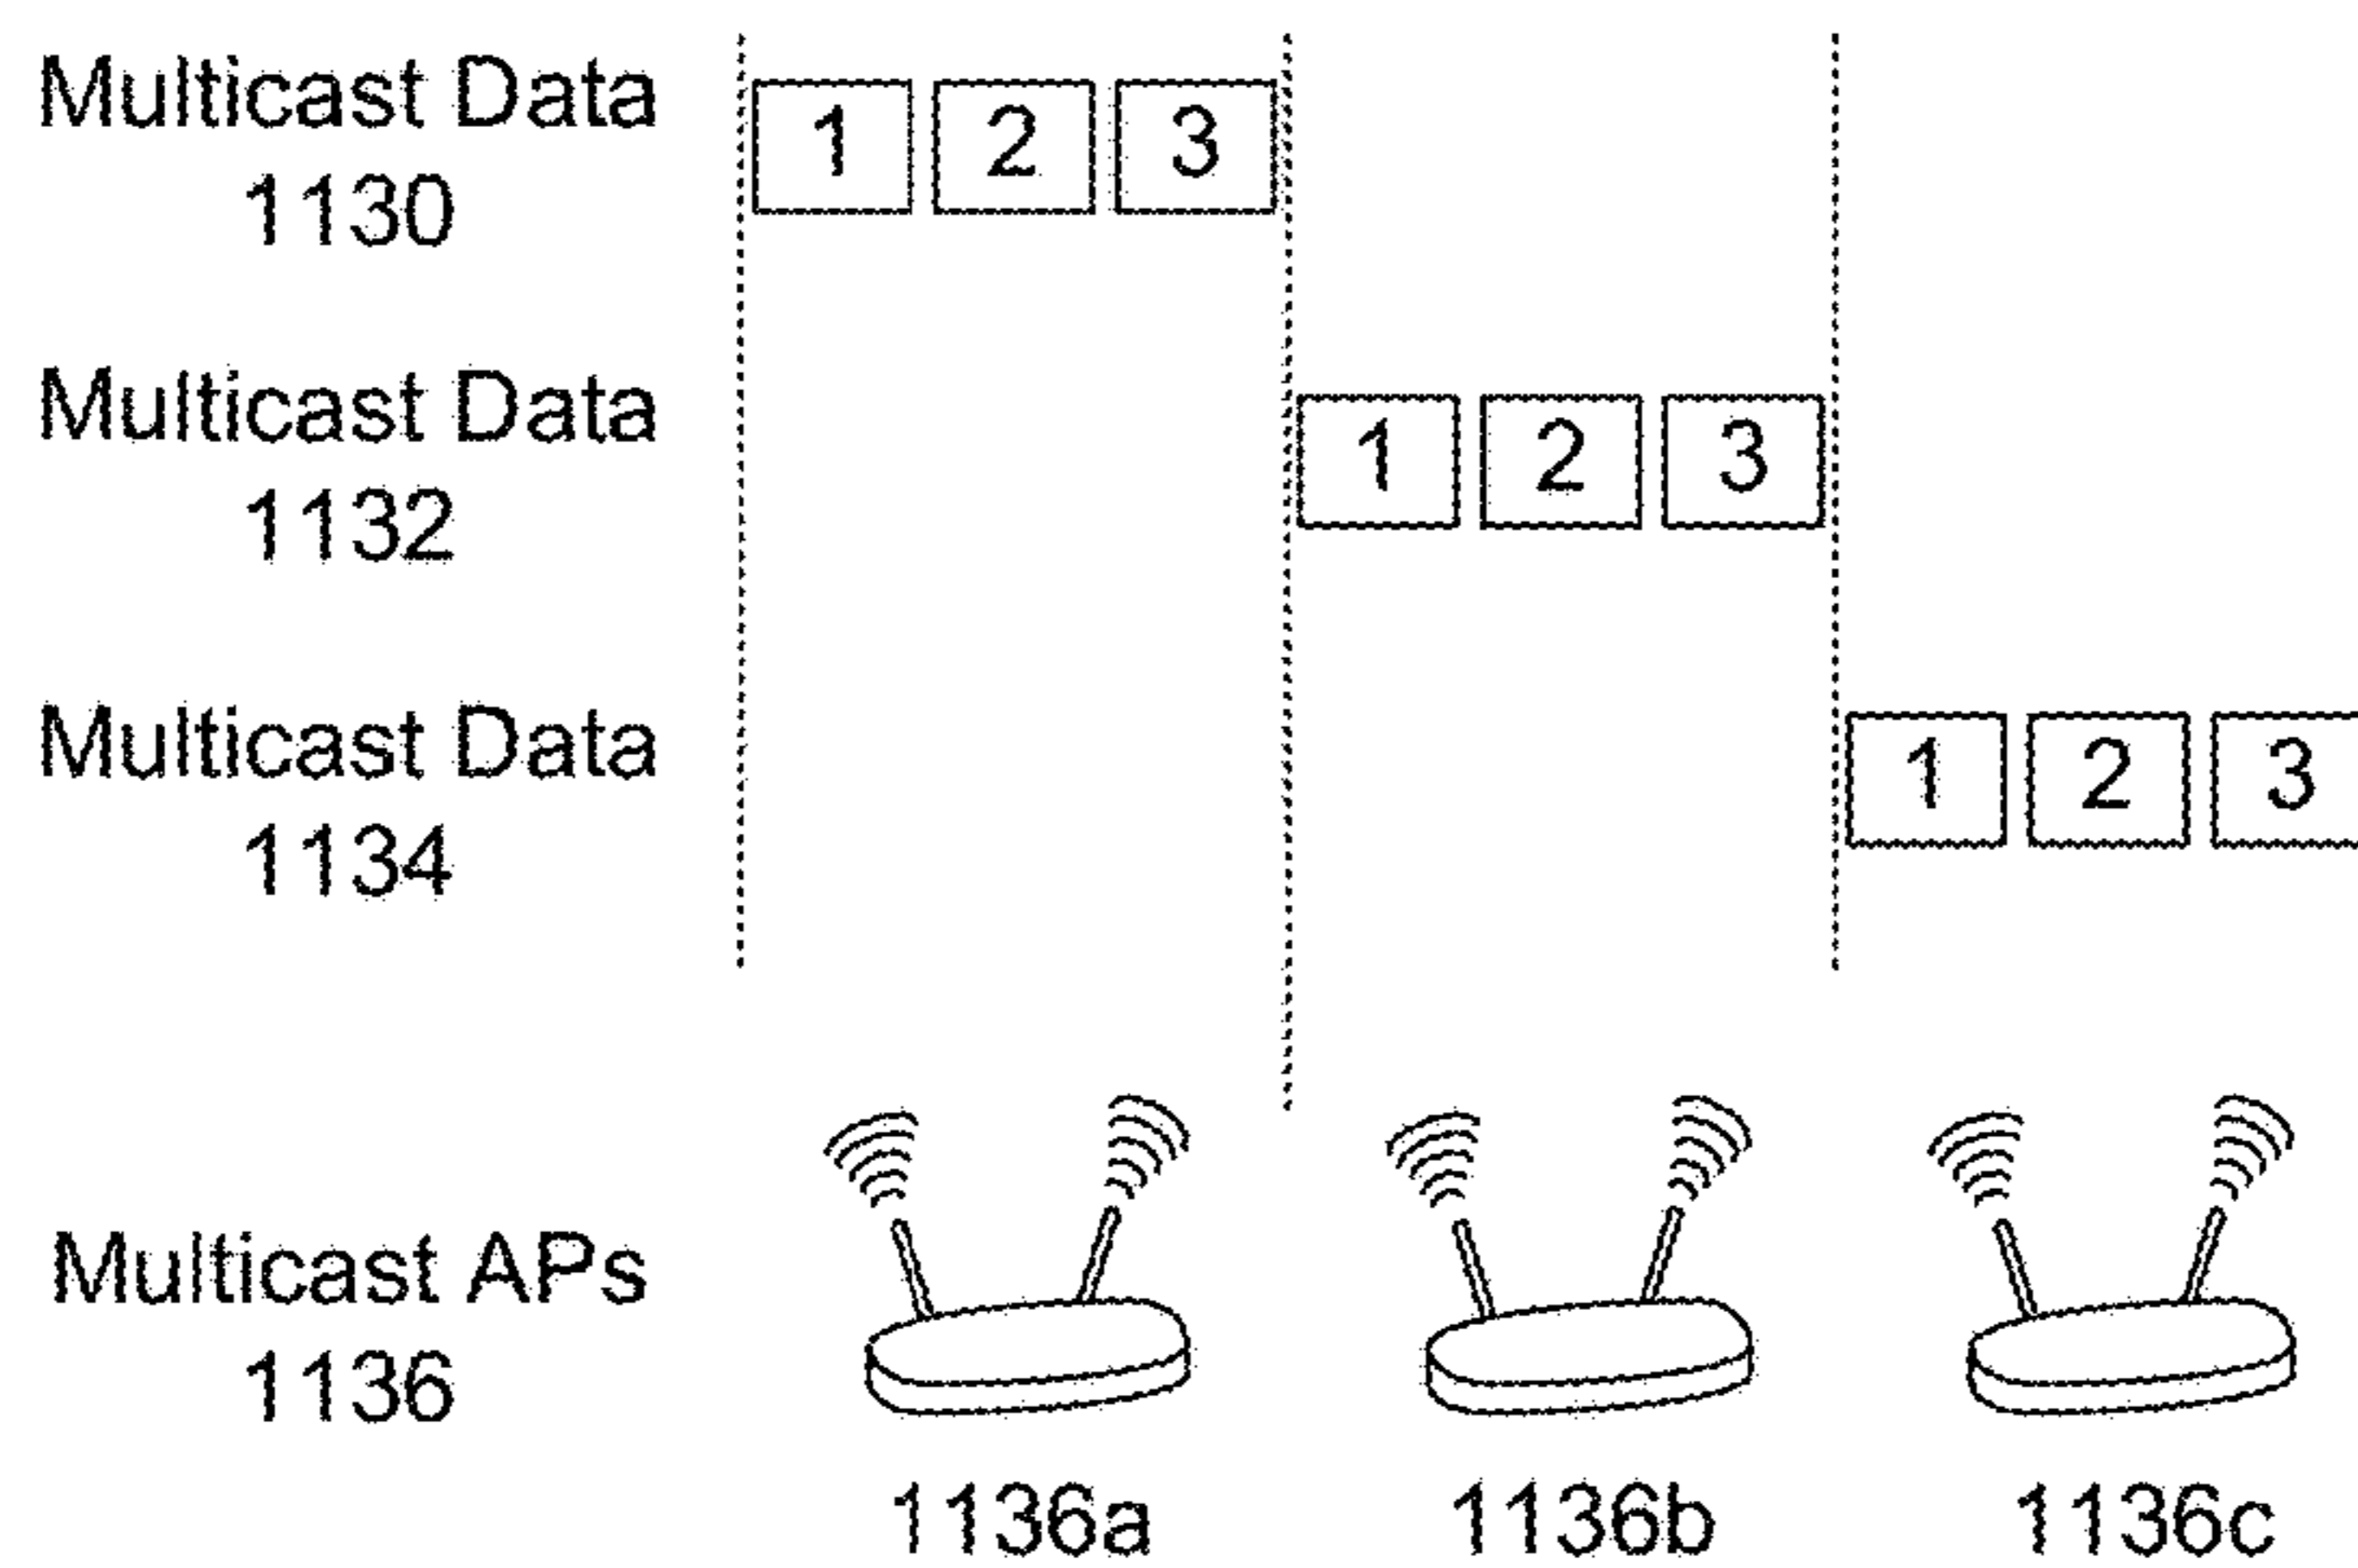 Multicast Data
1130
1 2 3
Multicast Data
1132
1 2 3
Multicast Data
1134
1 2 3
Multicast APs
1136
1136a 1136b 1136c